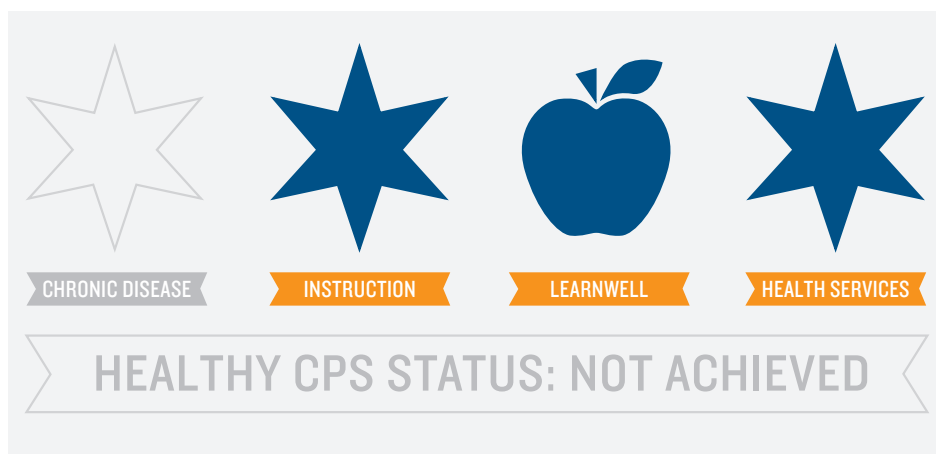 CHRONIC DISEASE
INSTRUCTION
LEARNWELL
HEALTH SERVICES
HEALTHY CPS STATUS: NOT ACHIEVED